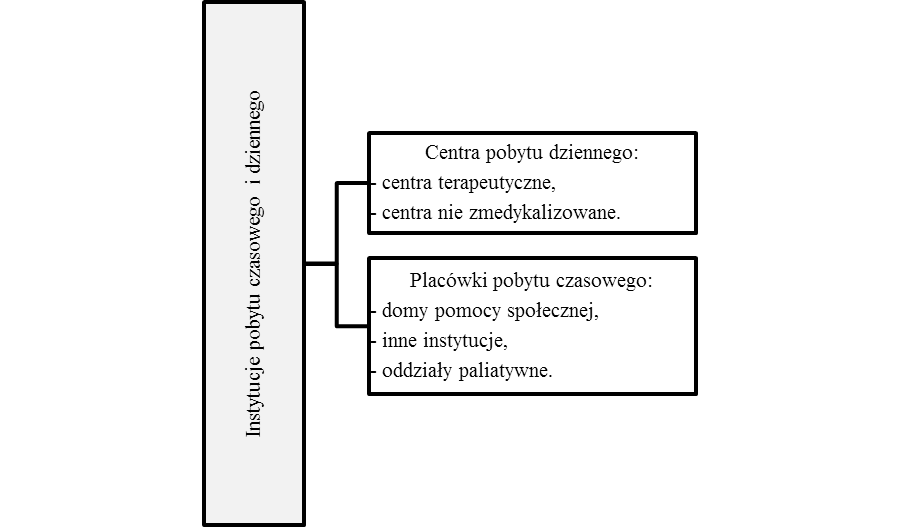 Instytucje pobytu czasowego i dziennego
Centra pobytu dziennego:
- centra terapeutyczne,
- centra nie zmedykalizowane.
Placówki pobytu czasowego:
- domy pomocy społecznej,
- inne instytucje,
- oddziały paliatywne.